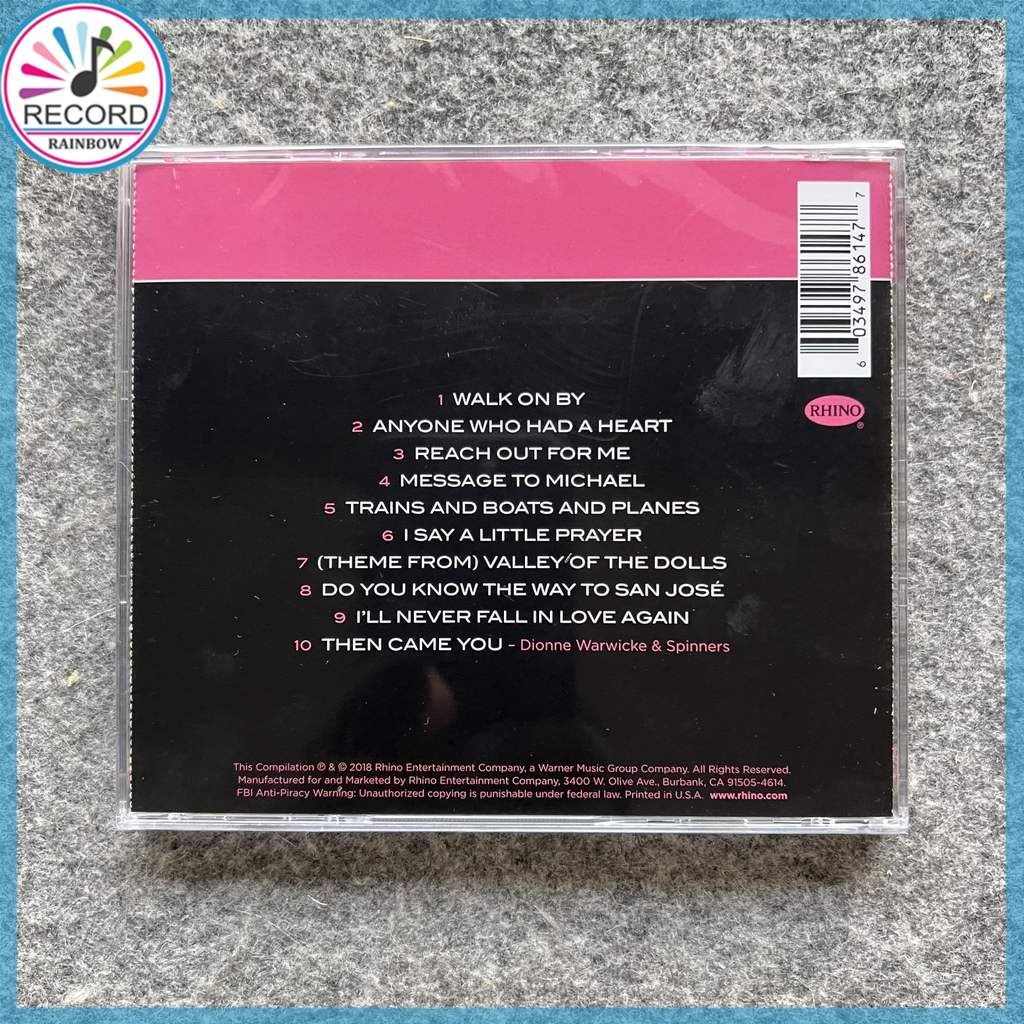 RECORD
RAINBOW
6 03497 86147 7
RHINO
®
1 WALK ON BY
2 ANYONE WHO HAD A HEART
3 REACH OUT FOR ME
4 MESSAGE TO MICHAEL
5 TRAINS AND BOATS AND PLANES
6 I SAY A LITTLE PRAYER
7 (THEME FROM) VALLEY OF THE DOLLS
8 DO YOU KNOW THE WAY TO SAN JOSÉ
9 I'LL NEVER FALL IN LOVE AGAIN
10 THEN CAME YOU – Dionne Warwicke & Spinners
This Compilation ℗ & © 2018 Rhino Entertainment Company, a Warner Music Group Company. All Rights Reserved.
Manufactured for and Marketed by Rhino Entertainment Company, 3400 W. Olive Ave., Burbank, CA 91505-4614.
FBI Anti-Piracy Warning: Unauthorized copying is punishable under federal law. Printed in U.S.A. www.rhino.com